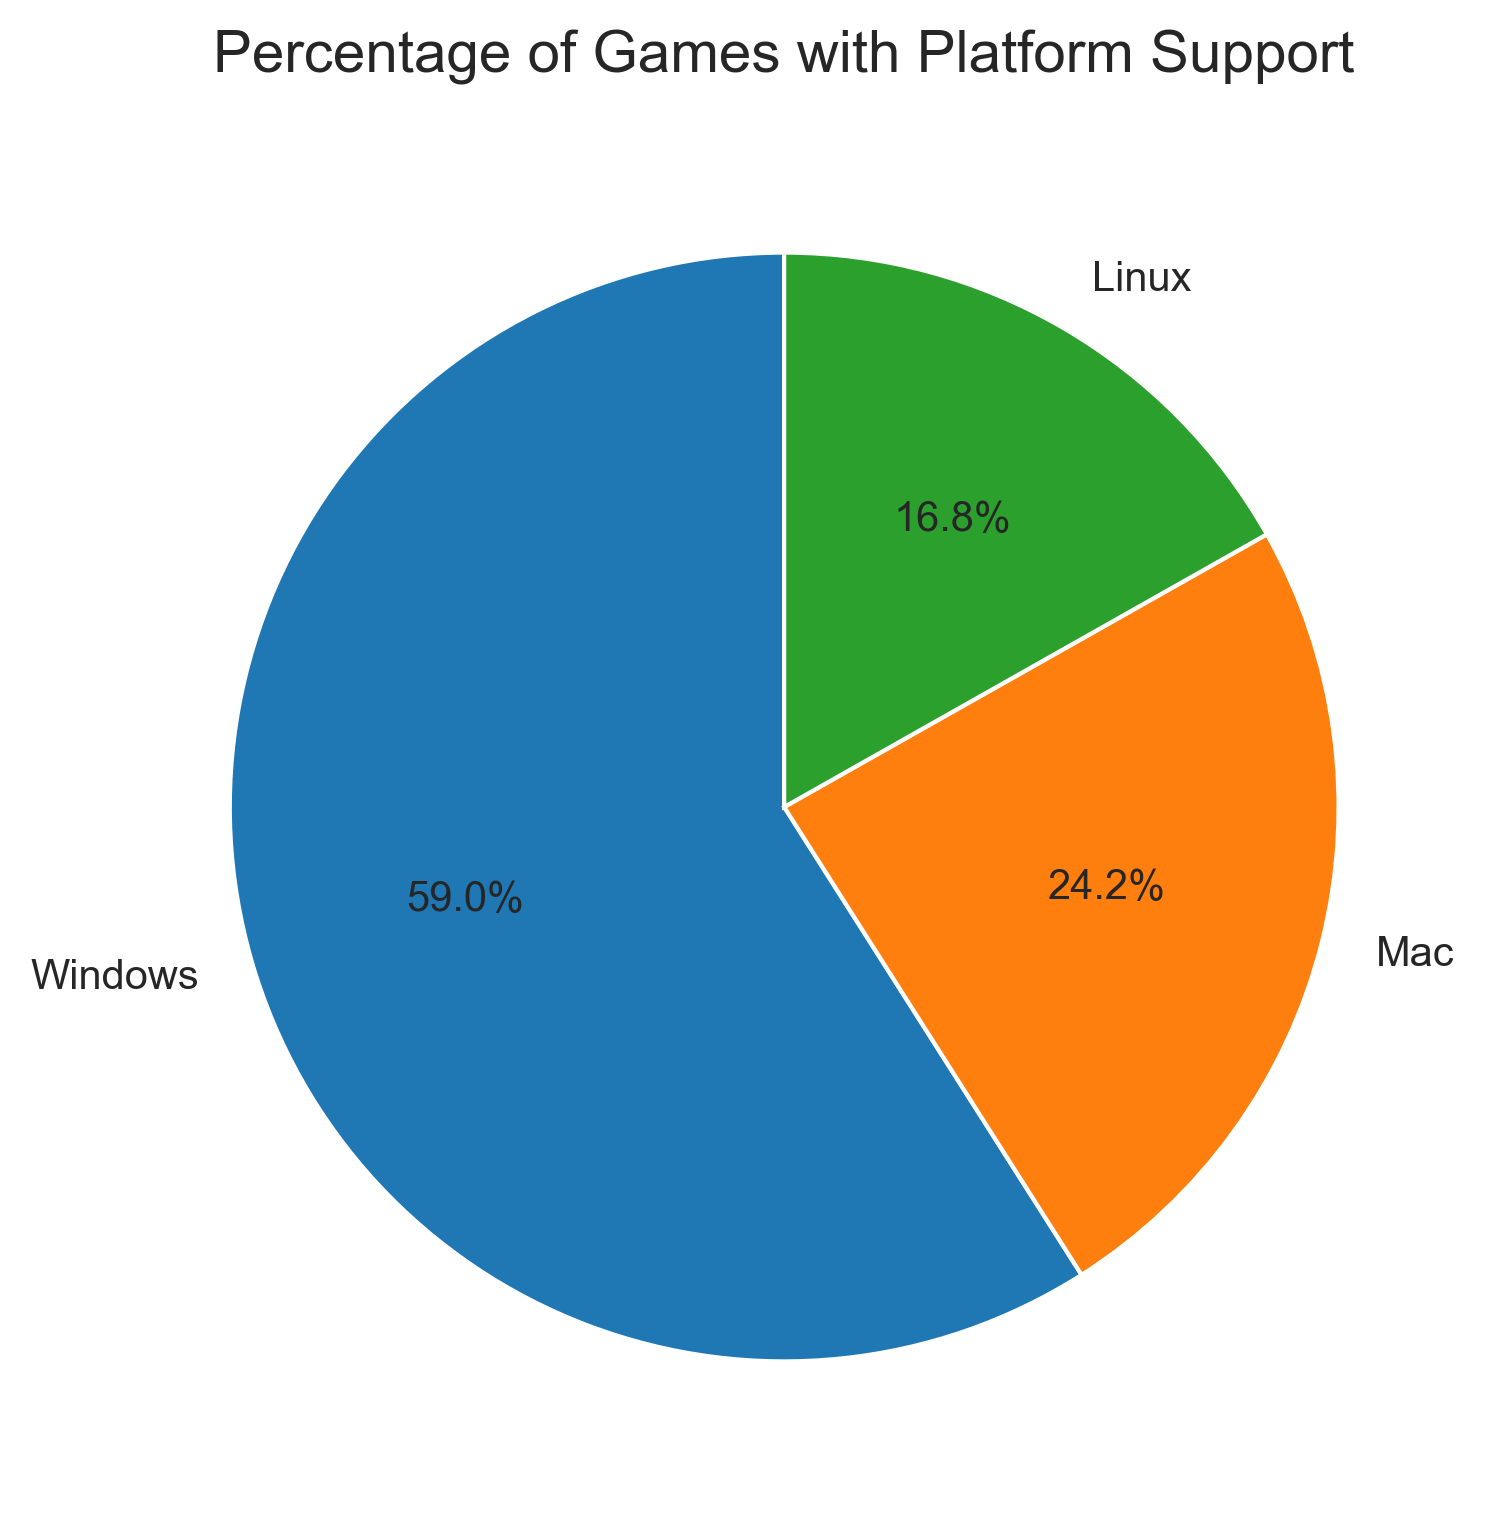 Percentage of Games with Platform Support
Linux
16.8%
24.2%
59.0%
Mac
Windows